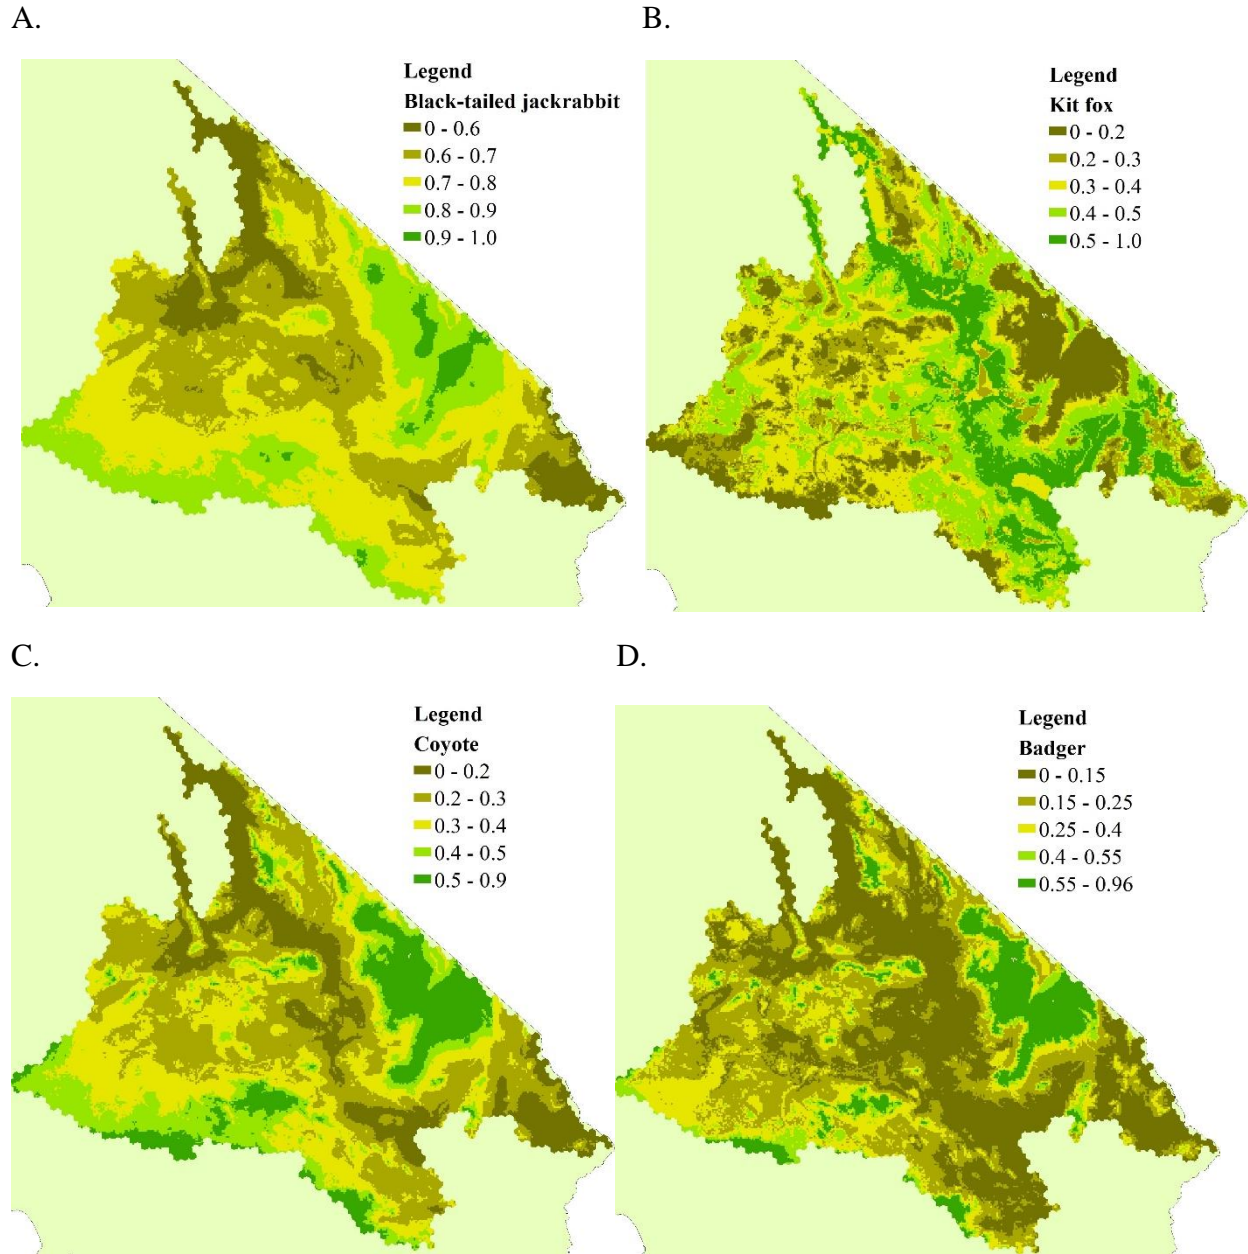 A.
B.
Legend
Black-tailed jackrabbit
0 - 0.6
0.6 - 0.7
0.7 - 0.8
0.8 - 0.9
0.9 - 1.0
Legend
Kit fox
0 - 0.2
0.2 - 0.3
0.3 - 0.4
0.4 - 0.5
0.5 - 1.0
C.
D.
Legend
Coyote
0 - 0.2
0.2 - 0.3
0.3 - 0.4
0.4 - 0.5
0.5 - 0.9
Legend
Badger
0 - 0.15
0.15 - 0.25
0.25 - 0.4
0.4 - 0.55
0.55 - 0.96